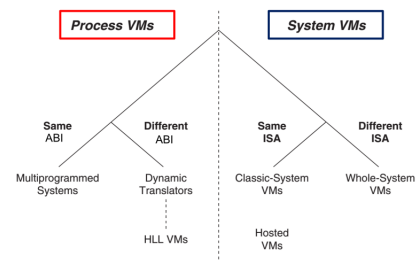 Process VMs
System VMs
Same
ABI
Different
ABI
Same
ISA
Different
ISA
Multiprogrammed
Systems
Dynamic
Translators
Classic-System
VMs
Whole-System
VMs
HLL VMs
Hosted
VMs